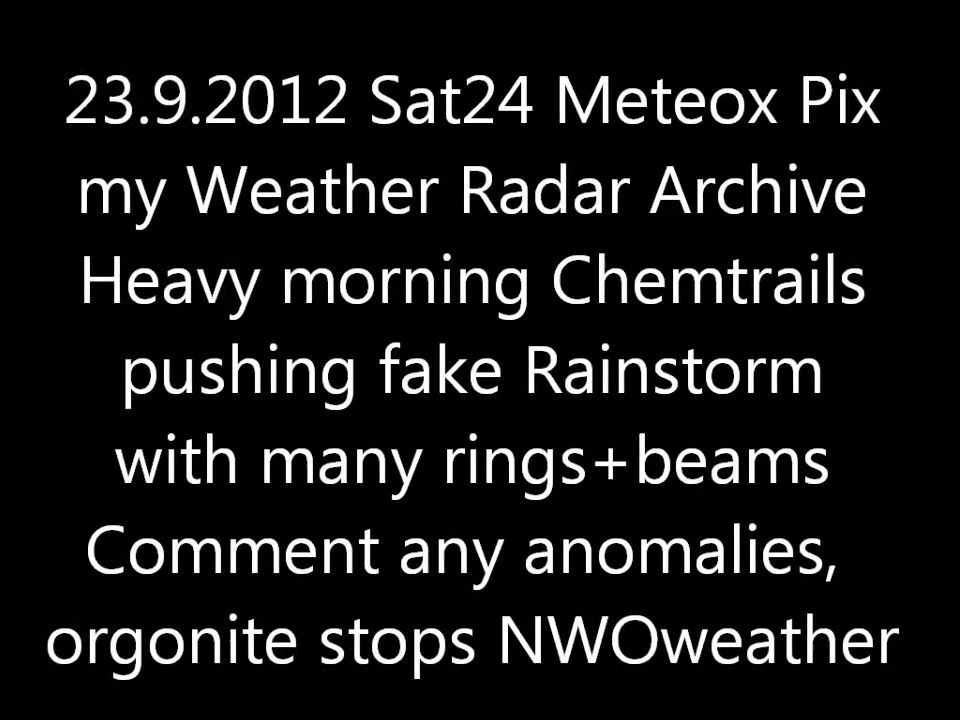 23.9.2012 Sat24 Meteox Pix
my Weather Radar Archive
Heavy morning Chemtrails
pushing fake Rainstorm
with many rings+beams
Comment any anomalies,
orgonite stops NWOweather